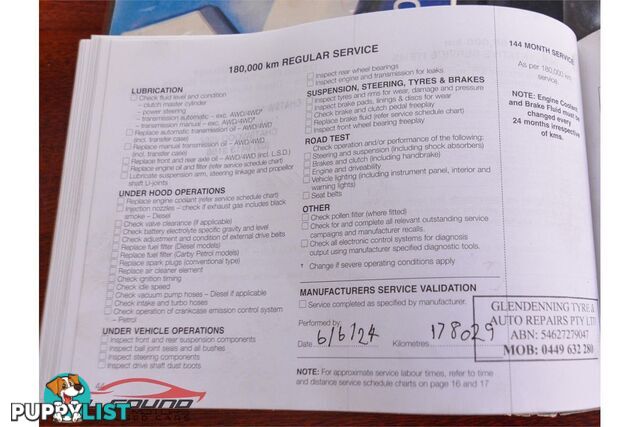 180,000 km REGULAR SERVICE
LUBRICATION
Check fluid level and condition
– clutch master cylinder
– power steering
– transmission automatic – exc. AWD/4WD*
– transmission manual – exc. AWD/4WD*
Replace automatic transmission oil – AWD/4WD
(incl. transfer case)
Replace manual transmission oil – AWD/4WD
(incl. transfer case)
Replace front and rear axle oil – AWD/4WD (incl. L.S.D.)
Replace engine oil and filter (refer service schedule chart)
Lubricate suspension arm, steering linkage and propeller
shaft U-joints
UNDER HOOD OPERATIONS
Replace engine coolant (refer service schedule chart)
Injection nozzles – check if exhaust gas includes black
smoke – Diesel
Check valve clearance (if applicable)
Check battery electrolyte specific gravity and level
Check adjustment and condition of external drive belts
Replace fuel filter (Diesel models)
Replace fuel filter (Carby Petrol models)
Replace spark plugs (conventional type)
Replace air cleaner element
Check ignition timing
Check idle speed
Check vacuum pump hoses – Diesel if applicable
Check intake and turbo hoses
Check operation of crankcase emission control system
– Petrol
UNDER VEHICLE OPERATIONS
Inspect front and rear suspension components
Inspect ball joint seals and all bushes
Inspect steering components
Inspect drive shaft dust boots
Inspect rear wheel bearings
Inspect engine and transmission for leaks
SUSPENSION, STEERING, TYRES & BRAKES
Inspect tyres and rims for wear, damage and pressure
Inspect brake pads, linings & discs for wear
Check brake and clutch pedal freeplay
Replace brake fluid (refer service schedule chart)
Inspect front wheel bearing freeplay
ROAD TEST
Check operation and/or performance of the following:
Steering and suspension (including shock absorbers)
Brakes and clutch (including handbrake)
Engine and driveability
Vehicle lighting (including instrument panel, interior and
warning lights)
Seat belts
OTHER
Check pollen filter (where fitted)
Check for and complete all relevant outstanding service
campaigns and manufacturer recalls.
Check all electronic control systems for diagnosis
output using manufacturer specified diagnostic tools.
† Change if severe operating conditions apply
MANUFACTURERS SERVICE VALIDATION
Service completed as specified by manufacturer.
Performed by
Date 6/6/24 Kilometres 178029
NOTE: For approximate service labour times, refer to time
and distance service schedule charts on page 16 and 17
144 MONTH SERVICE
As per 180,000 km
service.
NOTE: Engine Coolant
and Brake Fluid must be
changed every
24 months irrespective
of kms.
GLENDENNING TYRE &
AUTO REPAIRS PTY LTD
ABN: 54627279047
MOB: 0449 632 280
44
PUPPYLIST